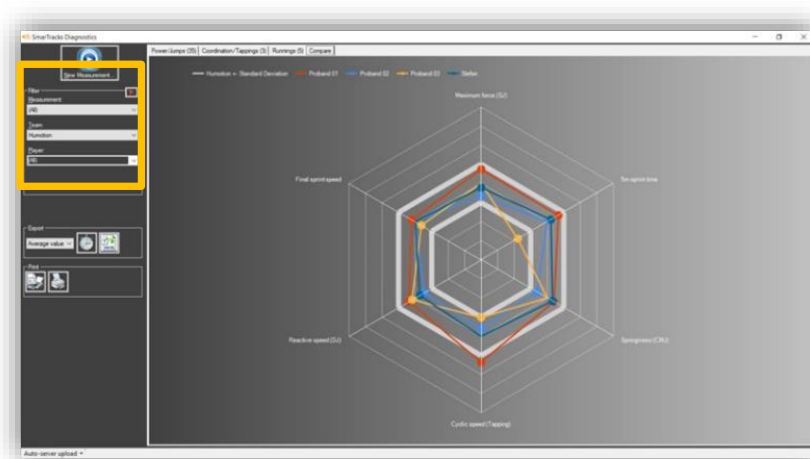 SmarTracks Diagnostics
New Measurement
Power/Jumps (35) Coordination/Tappings (3) Runnings (5) Compare
Filter
Measurement
(All)
Team
Humotion
Player
(All)
Export
Average value
Print
Humotion +- Standard Deviation Proband 01 Proband 02 Proband 03 Stefan
Maximum force (SJ)
Final sprint speed
5m sprint time
Reactive speed (DJ)
Springiness (CMJ)
Cyclic speed (Tapping)
Auto-server upload